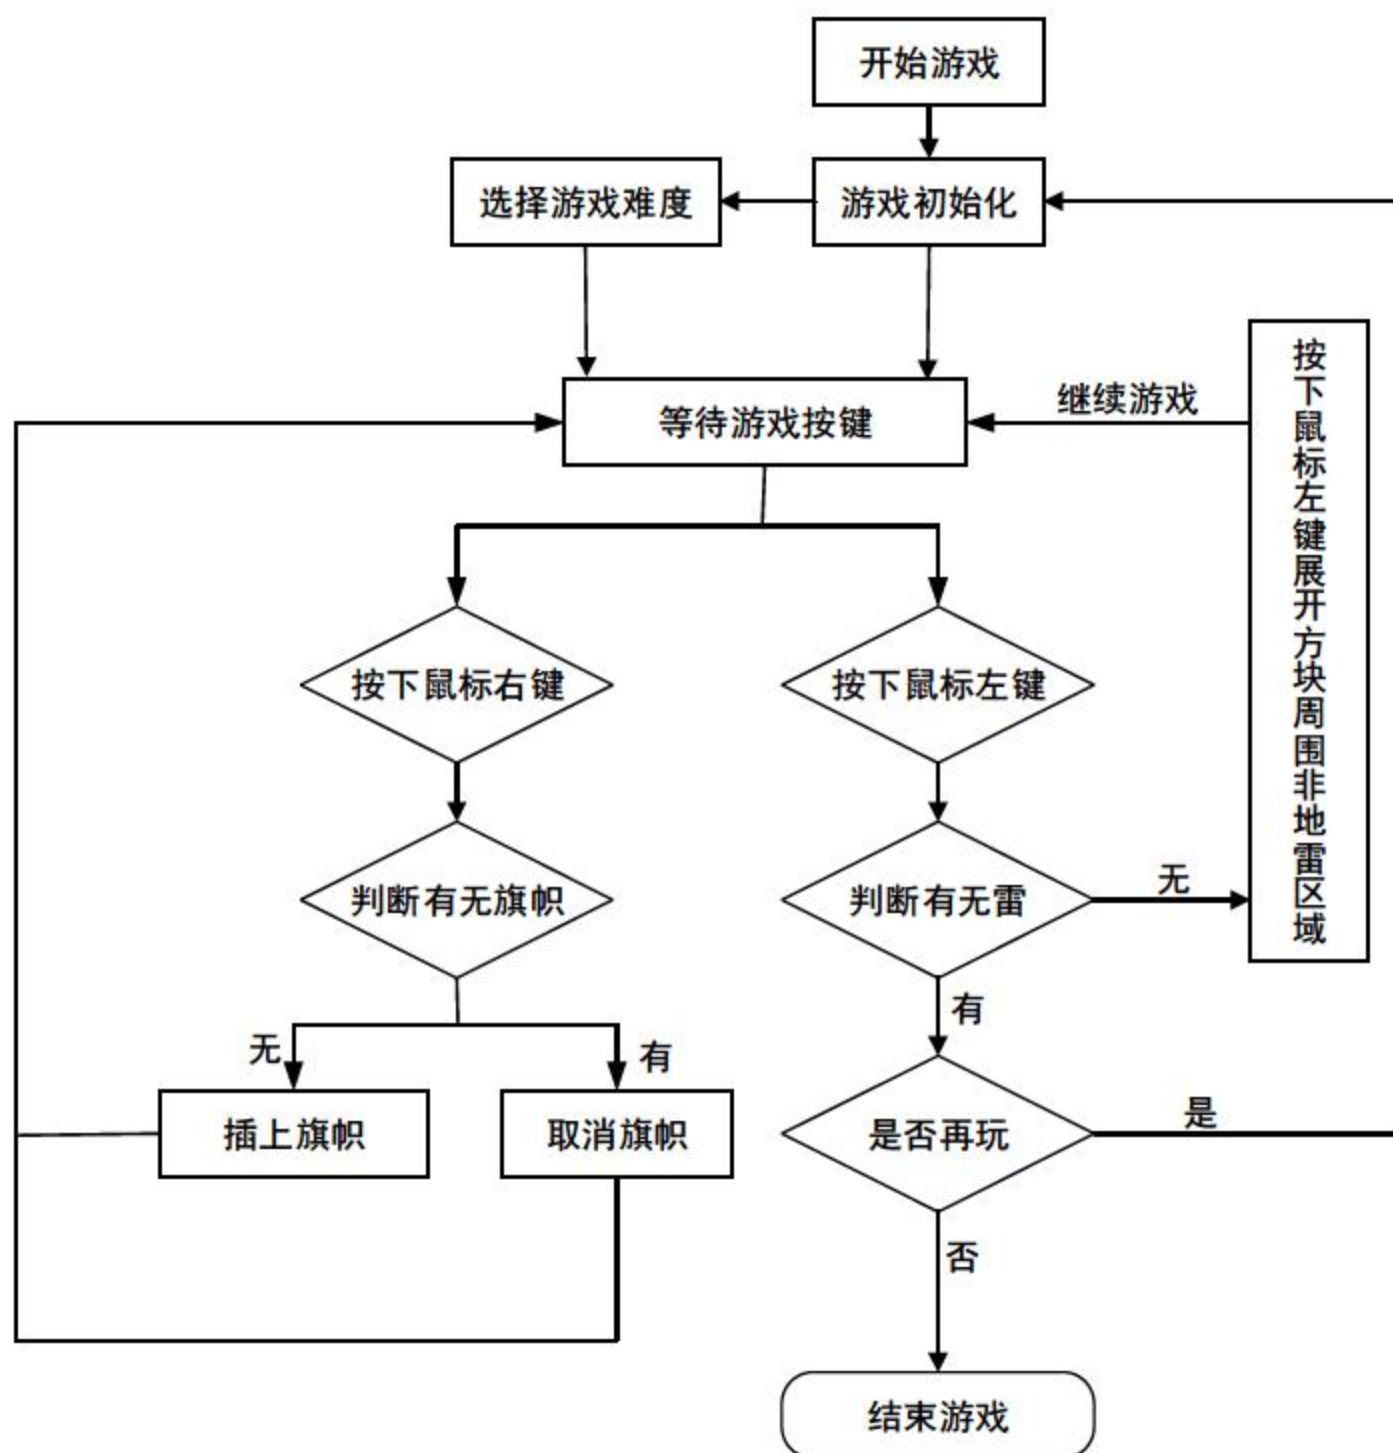 开始游戏
选择游戏难度
游戏初始化
等待游戏按键
继续游戏
按下鼠标左键展开方块周围非地雷区域
按下鼠标右键
按下鼠标左键
判断有无旗帜
判断有无雷
无
有
无
有
插上旗帜
取消旗帜
是否再玩
是
否
结束游戏